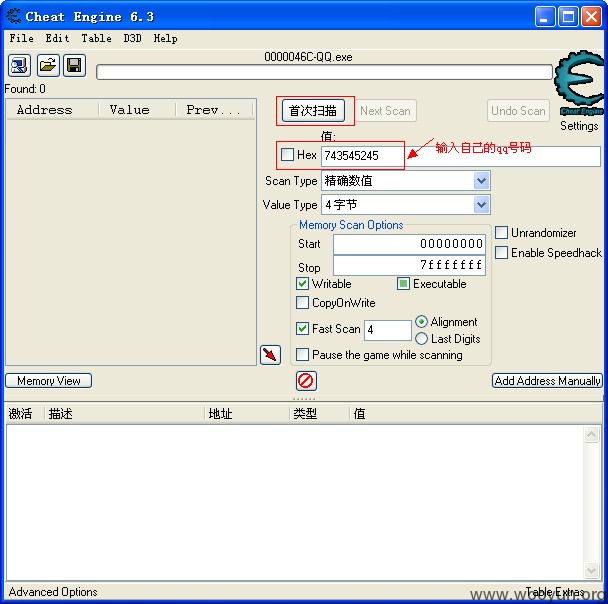 Cheat Engine 6.3
File Edit Table D3D Help
0000046C-QQ.exe
Found: 0
Address Value Prev...
首次扫描 Next Scan Undo Scan
Cheat Engine
Settings
值:
Hex 743545245 输入自己的qq号码
Scan Type 精确数值
Value Type 4 字节
Memory Scan Options
Start 00000000
Stop 7fffffff
Unrandomizer
Enable Speedhack
Writable Executable
CopyOnWrite
Fast Scan 4 Alignment
Last Digits
Pause the game while scanning
Memory View Add Address Manually
激活 描述 地址 类型 值
Advanced Options Table Extras
www.wooyun.org